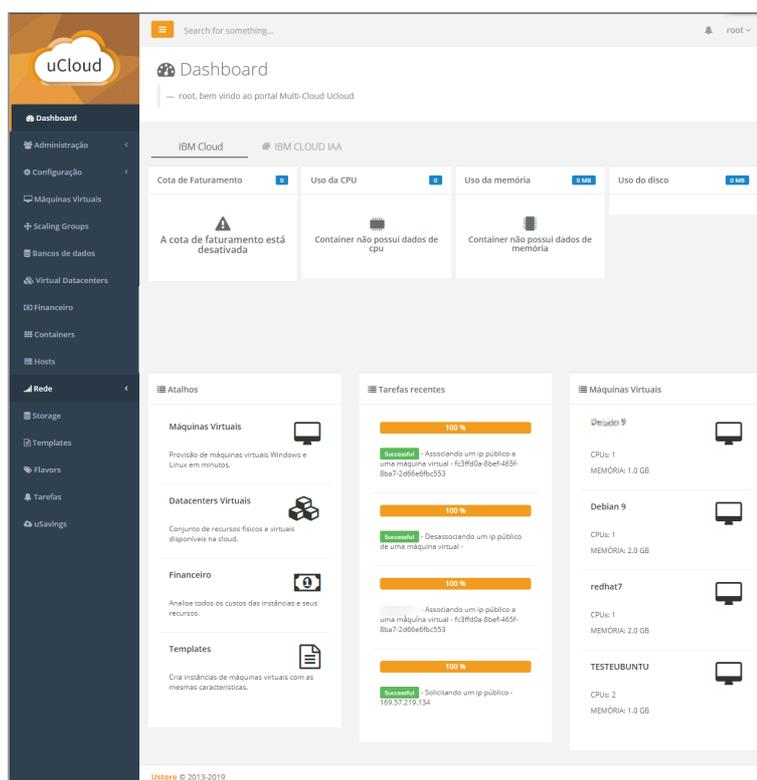 uCloud
Search for something...
root
Dashboard
— root, bem vindo ao portal Multi-Cloud Ucloud
Dashboard
Administração
Configuração
Máquinas Virtuais
Scaling Groups
Bancos de dados
Virtual Datacenters
Financeiro
Containers
Hosts
Rede
Storage
Templates
Flavors
Tarefas
uSavings
IBM Cloud
IBM CLOUD IAA
Cota de Faturamento 0
A cota de faturamento está
desativada
Uso da CPU 0
Container não possui dados de
cpu
Uso da memória 0 MB
Container não possui dados de
memória
Uso do disco 0 MB
Atalhos
Máquinas Virtuais
Provisão de máquinas virtuais Windows e
Linux em minutos.
Datacenters Virtuais
Conjunto de recursos físicos e virtuais
disponíveis na cloud.
Financeiro
Analise todos os custos das instâncias e seus
recursos.
Templates
Cria instâncias de máquinas virtuais com as
mesmas características.
Tarefas recentes
100 %
Successful - Associando um ip público a
uma máquina virtual - fc3ffd0a-8bef-465f-
8ba7-2d66e6fbc553
100 %
Successful - Desassociando um ip público
de uma máquina virtual -
100 %
- Associando um ip público a
uma máquina virtual - fc3ffd0a-8bef-465f-
8ba7-2d66e6fbc553
100 %
Successful - Solicitando um ip público -
169.57.219.134
Máquinas Virtuais
CPUs: 1
MEMÓRIA: 1.0 GB
Debian 9
CPUs: 1
MEMÓRIA: 2.0 GB
redhat7
CPUs: 1
MEMÓRIA: 2.0 GB
TESTEUBUNTU
CPUs: 2
MEMÓRIA: 1.0 GB
Ustore © 2013-2019